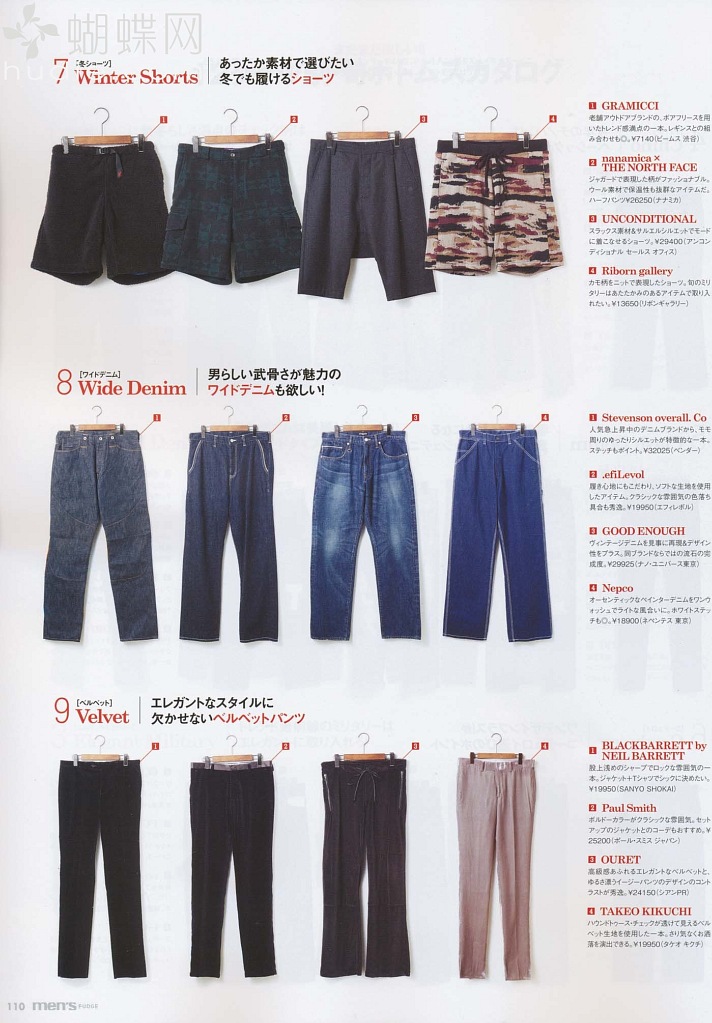 蝴蝶网
7 [冬ショーツ]
Winter Shorts
あったか素材で選びたい
冬でも履けるショーツ
1
2
3
4
1 GRAMICCI
老舗アウトドアブランドの、ボアフリースを用
いたトレンド感満点の一本。レギンスとの組
み合わせも◎。¥7140(ビームス 渋谷)
2 nanamica ×
THE NORTH FACE
ジャガードで表現した柄がファッショナブル。
ウール素材で保温性も抜群なアイテムだ。
ハーフパンツ¥26250(ナナミカ)
3 UNCONDITIONAL
スラックス素材&サルエルシルエットでモード
に着こなせるショーツ。¥29400(アンコン
ディショナル セールス オフィス)
4 Riborn gallery
カモ柄をニットで表現したショーツ。旬のミリ
タリーはあたたかみのあるアイテムで取り入
れたい。¥13650(リボンギャラリー)
8 [ワイドデニム]
Wide Denim
男らしい武骨さが魅力の
ワイドデニムも欲しい!
1
2
3
4
1 Stevenson overall. Co
人気急上昇中のデニムブランドから、モモ
周りのゆったりシルエットが特徴的な一本。
ステッチもポイント。¥32025(ベンダー)
2 .efiLevol
履き心地にもこだわり、ソフトな生地を使用
したアイテム。クラシックな雰囲気の色落ち
具合も秀逸。¥19950(エフィレボル)
3 GOOD ENOUGH
ヴィンテージデニムを見事に再現&デザイン
性をプラス。同ブランドならではの流石の完
成度。¥29925(ナノ・ユニバース東京)
4 Nepco
オーセンティックなペインターデニムをワンウ
ォッシュでライトな風合いに。ホワイトステッ
チも◎。¥18900(ネペンテス 東京)
9 [ベルベット]
Velvet
エレガントなスタイルに
欠かせないベルベットパンツ
1
2
3
4
1 BLACKBARRETT by
NEIL BARRETT
股上浅めのシャープでロックな雰囲気の一
本。ジャケット+Tシャツでシックに決めたい。
¥19950(SANYO SHOKAI)
2 Paul Smith
ボルドーカラーがクラシックな雰囲気。セット
アップのジャケットとのコーデもおすすめ。¥
25200(ポール・スミス ジャパン)
3 OURET
高級感あふれるエレガントなベルベットと、
ゆるさ漂うイージーパンツのデザインのコント
ラストが秀逸。¥24150(シアンPR)
4 TAKEO KIKUCHI
ハウンドトゥース・チェックが透けて見えるベル
ベット生地を使用した一本。さり気なくお洒
落を演出できる。¥19950(タケオ キクチ)
110 men's FUDGE